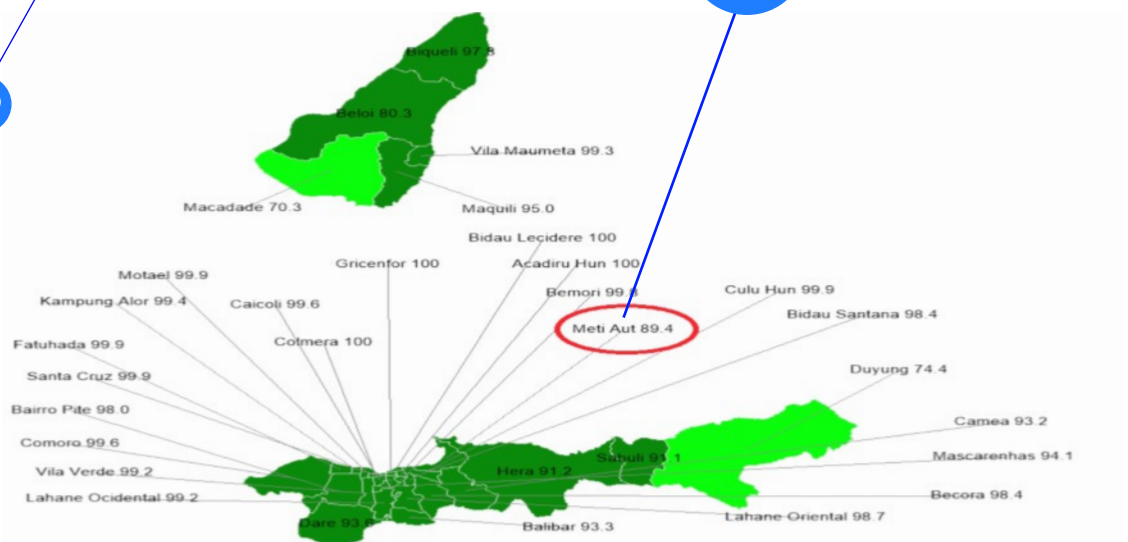 Biqueli 97.8
Beloi 80.3
Vila Maumeta 99.3
Macadade 70.3
Maquili 95.0
Bidau Lecidere 100
Gricenfor 100
Acadiru Hun 100
Motael 99.9
Bemori 99.8
Culu Hun 99.9
Kampung Alor 99.4
Caicoli 99.6
Bidau Santana 98.4
Meti Aut 89.4
Fatuhada 99.9
Colmera 100
Duyung 74.4
Santa Cruz 99.9
Bairro Pite 98.0
Camea 93.2
Comoro 99.6
Sabuli 91.1
Mascarenhas 94.1
Vila Verde 99.2
Hera 91.2
Lahane Ocidental 99.2
Becora 98.4
Lahane Oriental 98.7
Dare 93.6
Balibar 93.3